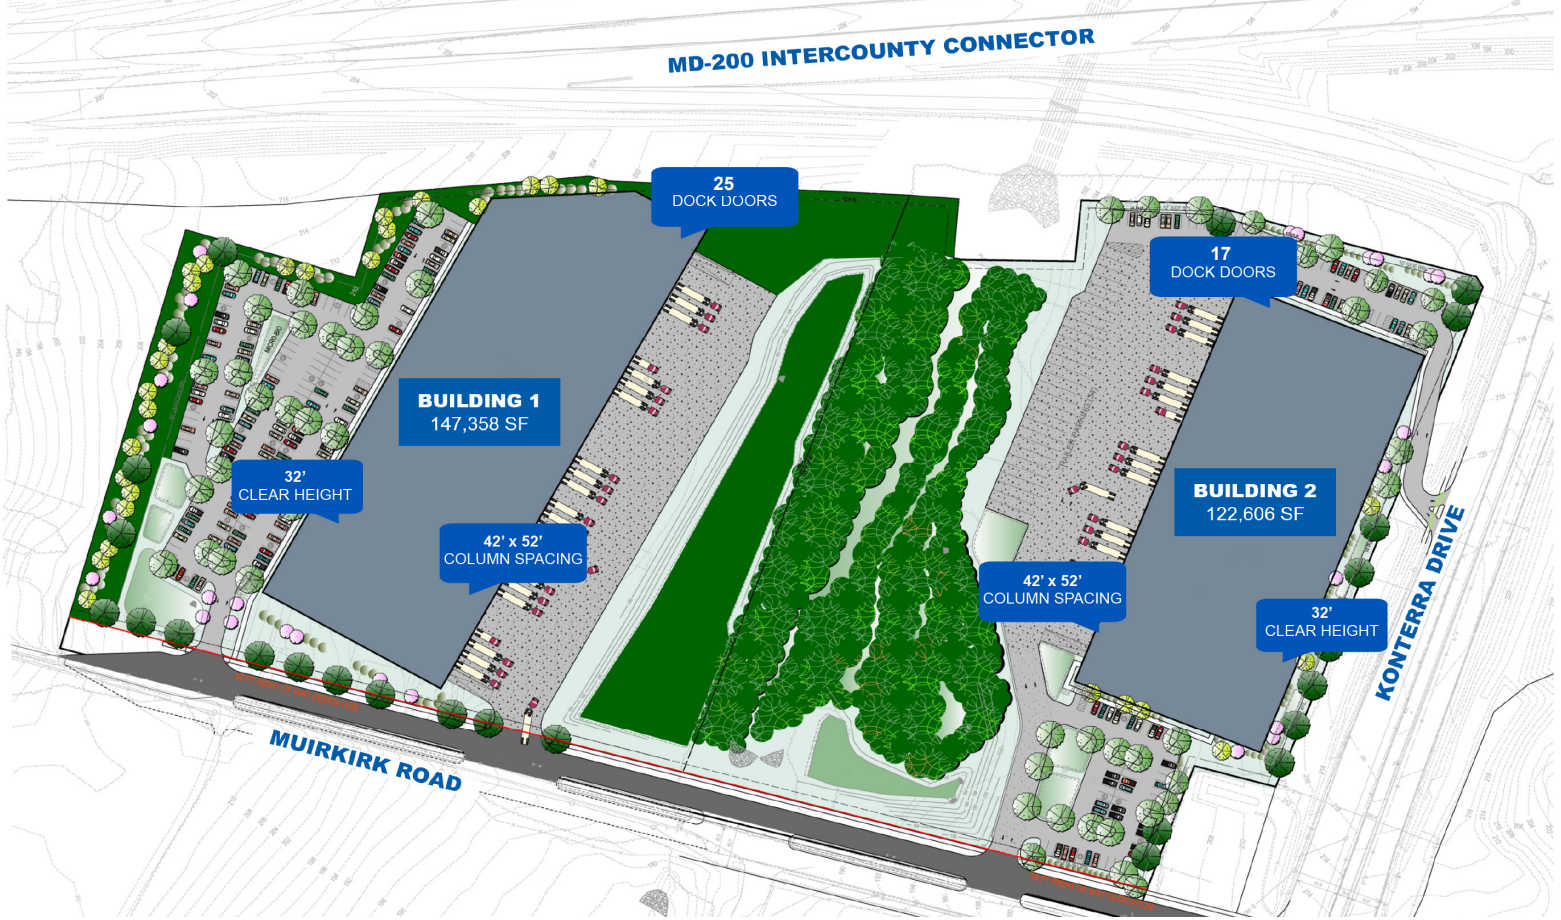 MD-200 INTERCOUNTY CONNECTOR
25
DOCK DOORS
17
DOCK DOORS
BUILDING 1
147,358 SF
32’
CLEAR HEIGHT
42’ x 52’
COLUMN SPACING
BUILDING 2
122,606 SF
42’ x 52’
COLUMN SPACING
32’
CLEAR HEIGHT
KONTERRA DRIVE
MUIRKIRK ROAD